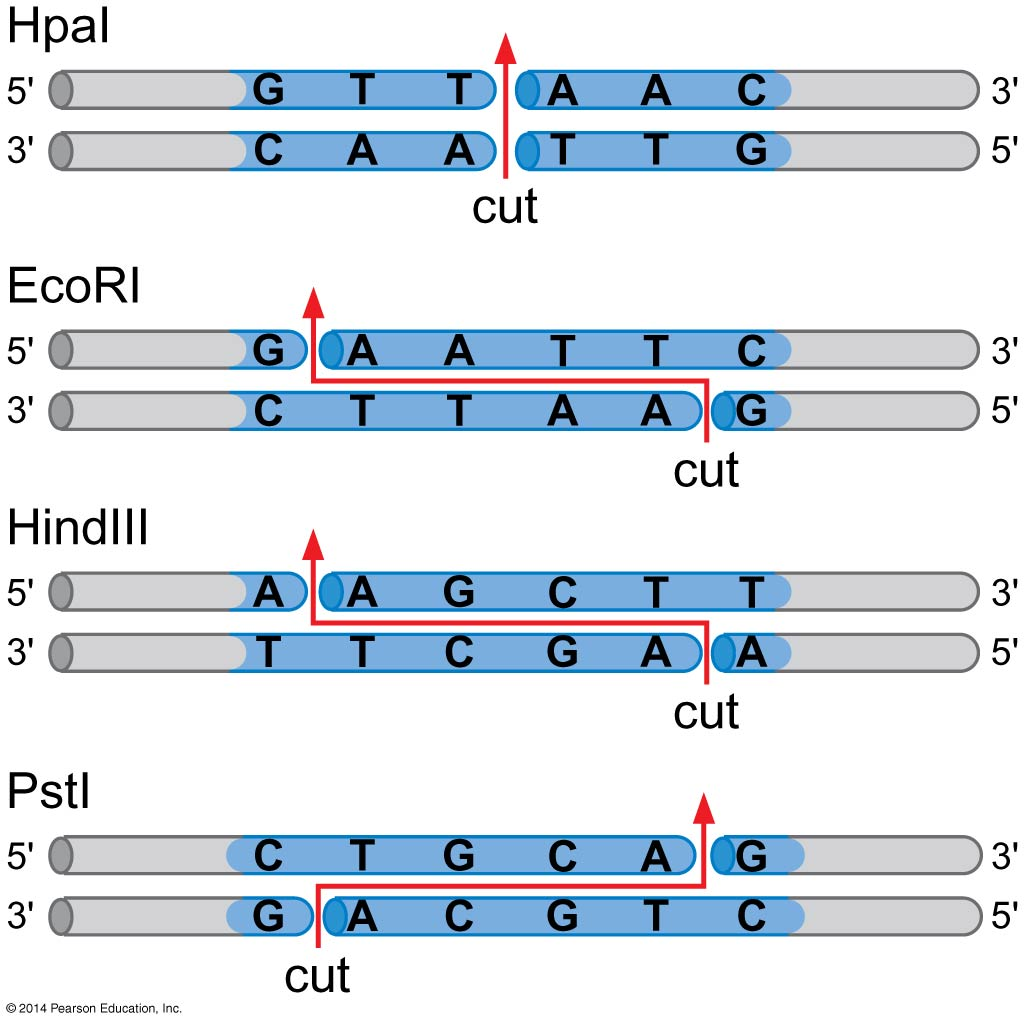 HpaI
5' G T T A A C 3'
3' C A A T T G 5'
cut
EcoRI
5' G A A T T C 3'
3' C T T A A G 5'
cut
HindIII
5' A A G C T T 3'
3' T T C G A A 5'
cut
PstI
5' C T G C A G 3'
3' G A C G T C 5'
cut
© 2014 Pearson Education, Inc.